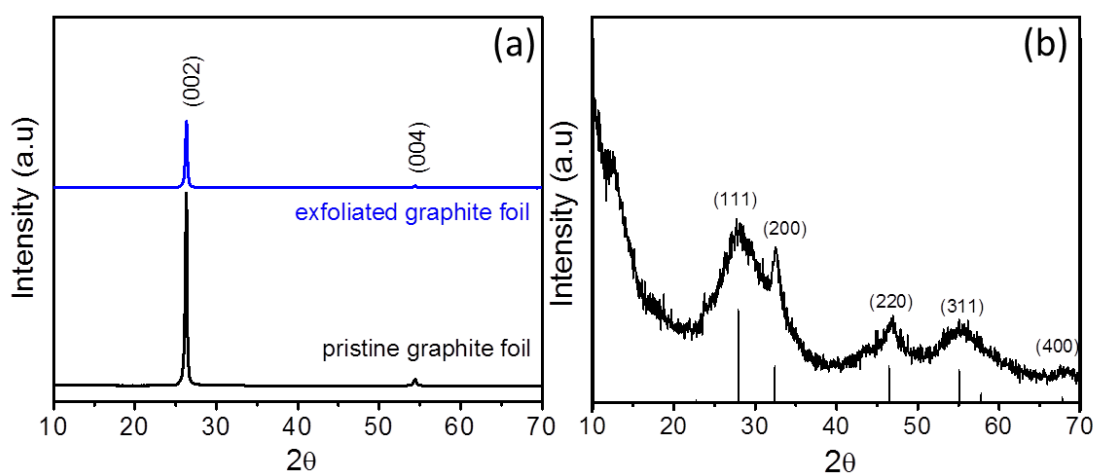 (a)
Intensity (a.u)
(002)
(004)
exfoliated graphite foil
pristine graphite foil
10 20 30 40 50 60 70
2θ
(b)
Intensity (a.u)
(111)
(200)
(220)
(311)
(400)
10 20 30 40 50 60 70
2θ